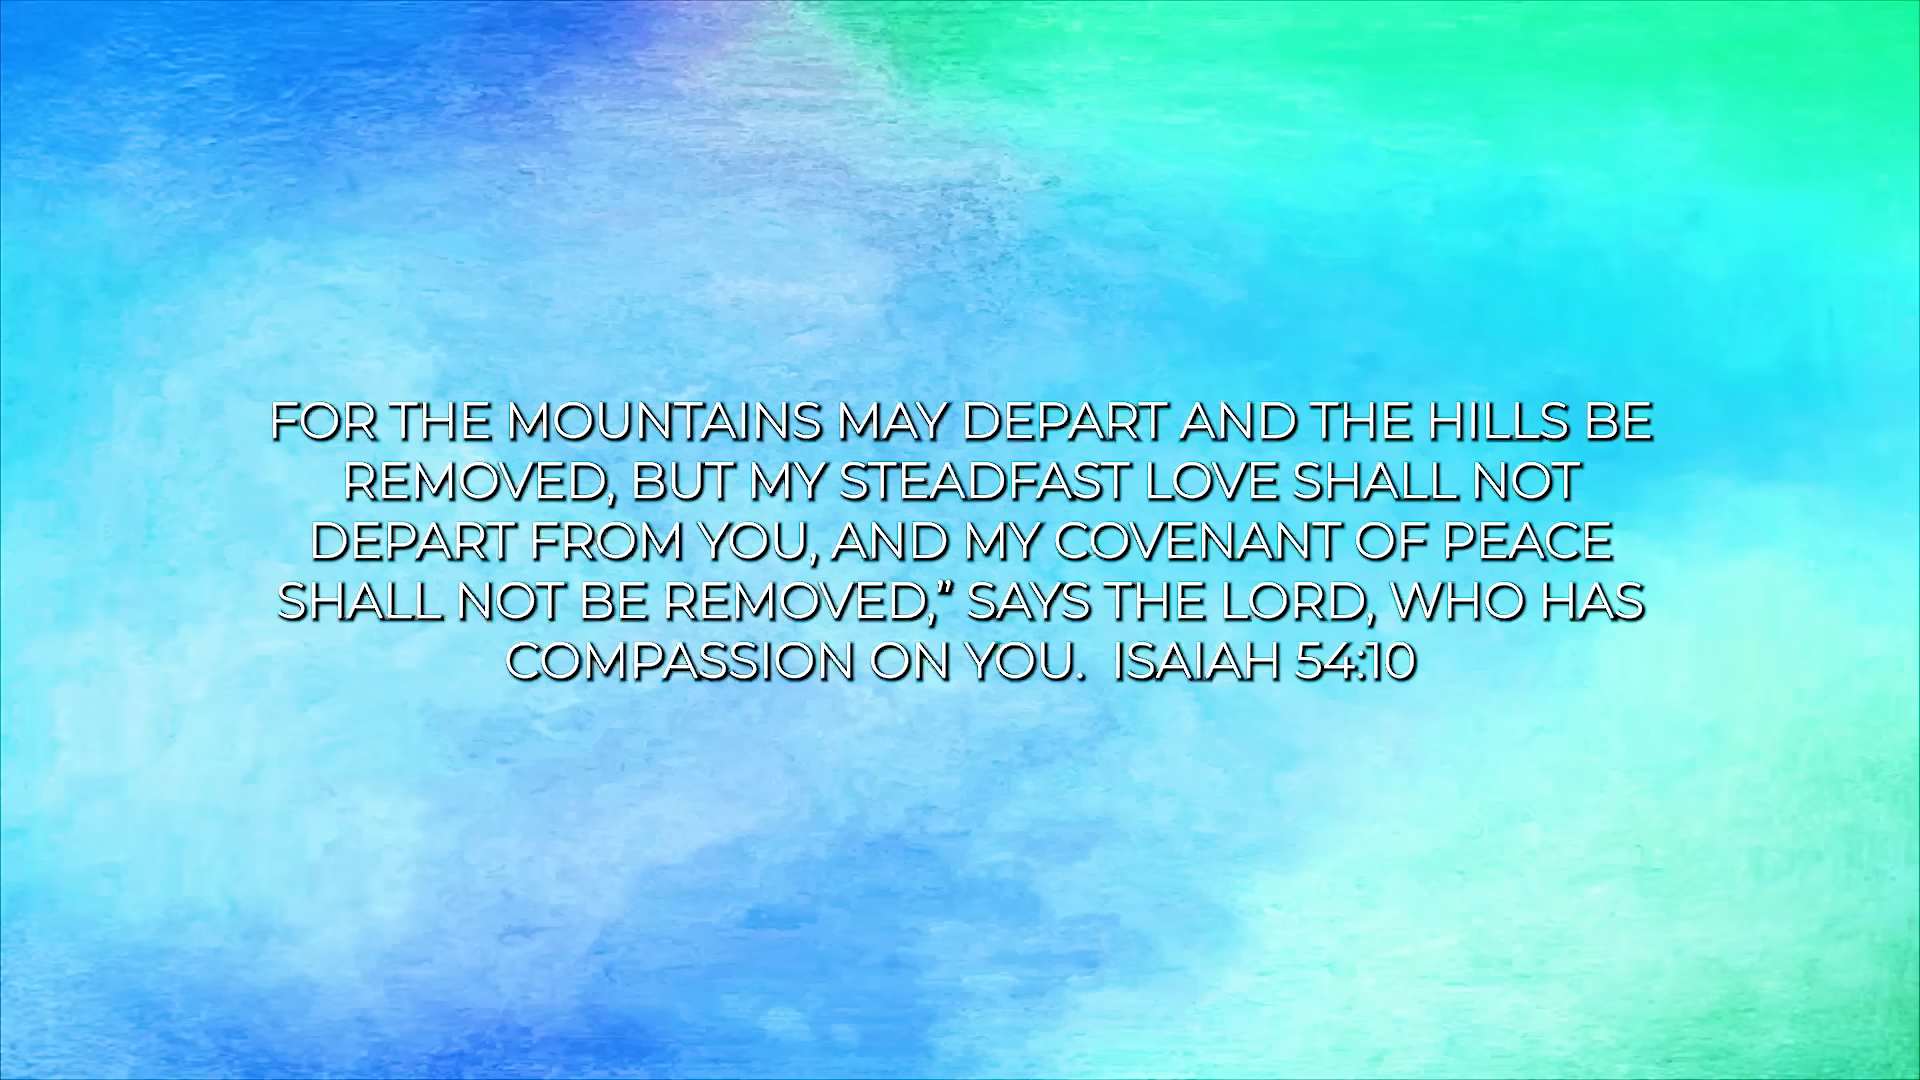 FOR THE MOUNTAINS MAY DEPART AND THE HILLS BE
REMOVED, BUT MY STEADFAST LOVE SHALL NOT
DEPART FROM YOU, AND MY COVENANT OF PEACE
SHALL NOT BE REMOVED,” SAYS THE LORD, WHO HAS
COMPASSION ON YOU.  ISAIAH 54:10